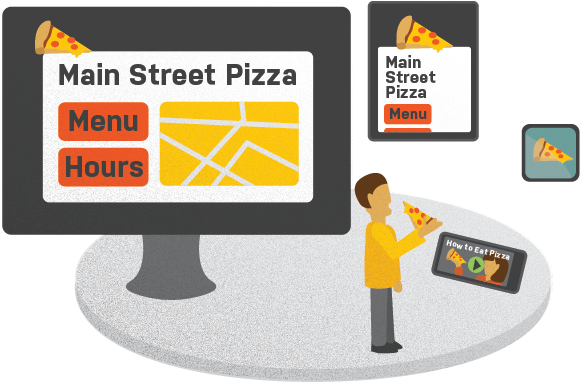 Main Street Pizza
Menu
Hours
Main
Street
Pizza
Menu
How to Eat Pizza